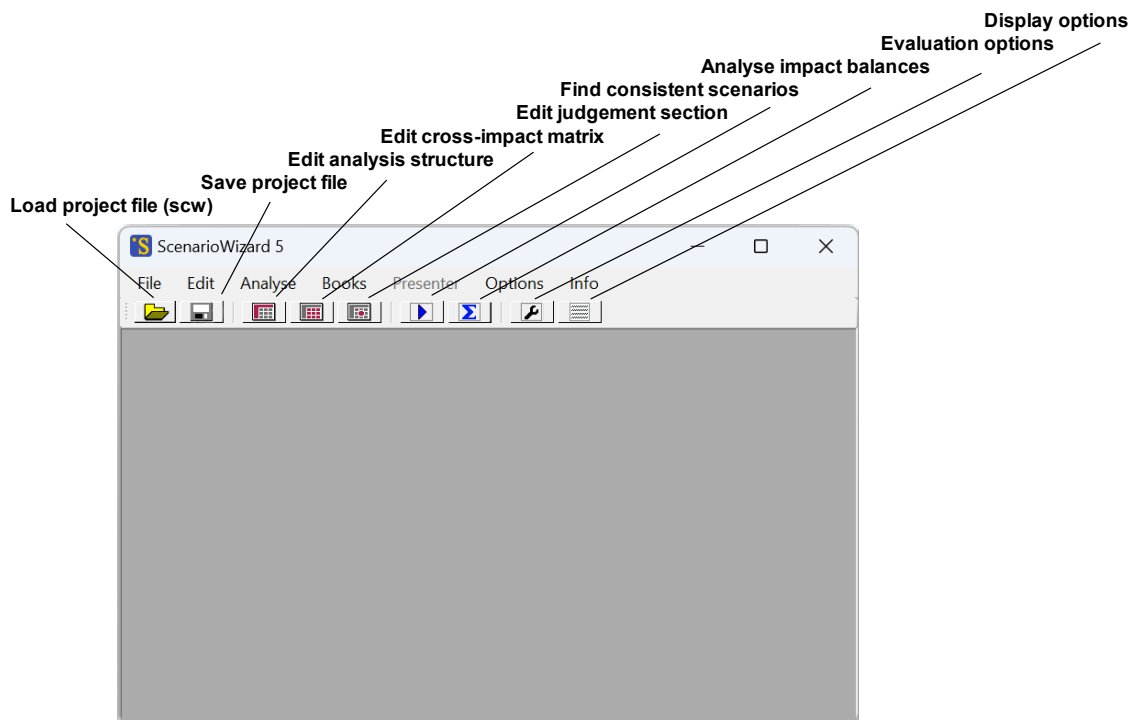 Display options
Evaluation options
Analyse impact balances
Find consistent scenarios
Edit judgement section
Edit cross-impact matrix
Edit analysis structure
Save project file
Load project file (scw)
ScenarioWizard 5
File Edit Analyse Books Presenter Options Info